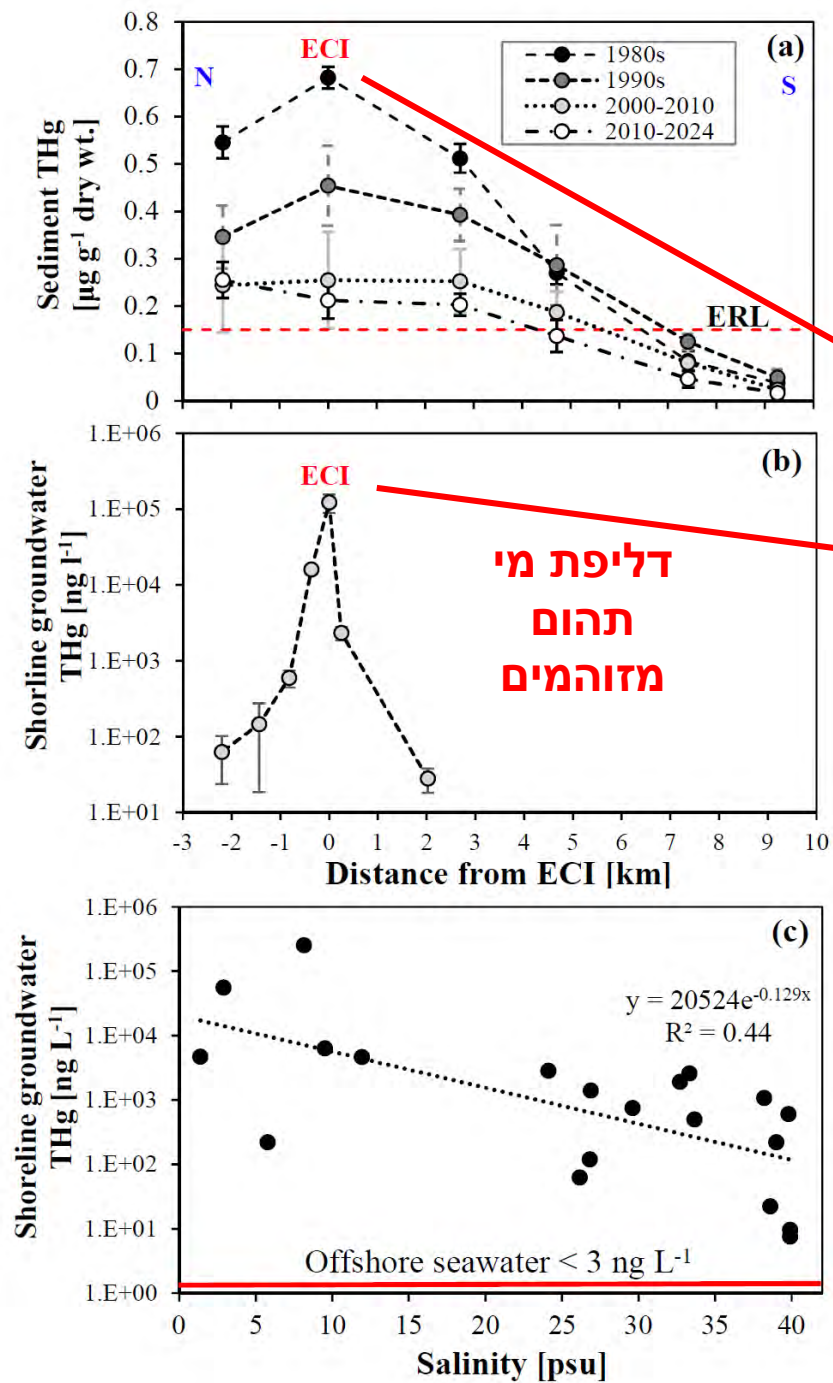 (a)
ECI
N
S
1980s
1990s
2000-2010
2010-2024
0.8
0.7
0.6
0.5
0.4
0.3
0.2
0.1
0
Sediment THg
[µg g⁻¹ dry wt.]
ERL
(b)
ECI
דליפת מי
תהום
מזוהמים
1.E+06
1.E+05
1.E+04
1.E+03
1.E+02
1.E+01
Shorline groundwater
THg [ng l⁻¹]
-3 -2 -1 0 1 2 3 4 5 6 7 8 9 10
Distance from ECI [km]
(c)
1.E+06
1.E+05
1.E+04
1.E+03
1.E+02
1.E+01
1.E+00
Shoreline groundwater
THg [ng L⁻¹]
y = 20524e^-0.129x
R² = 0.44
Offshore seawater < 3 ng L⁻¹
0 5 10 15 20 25 30 35 40
Salinity [psu]